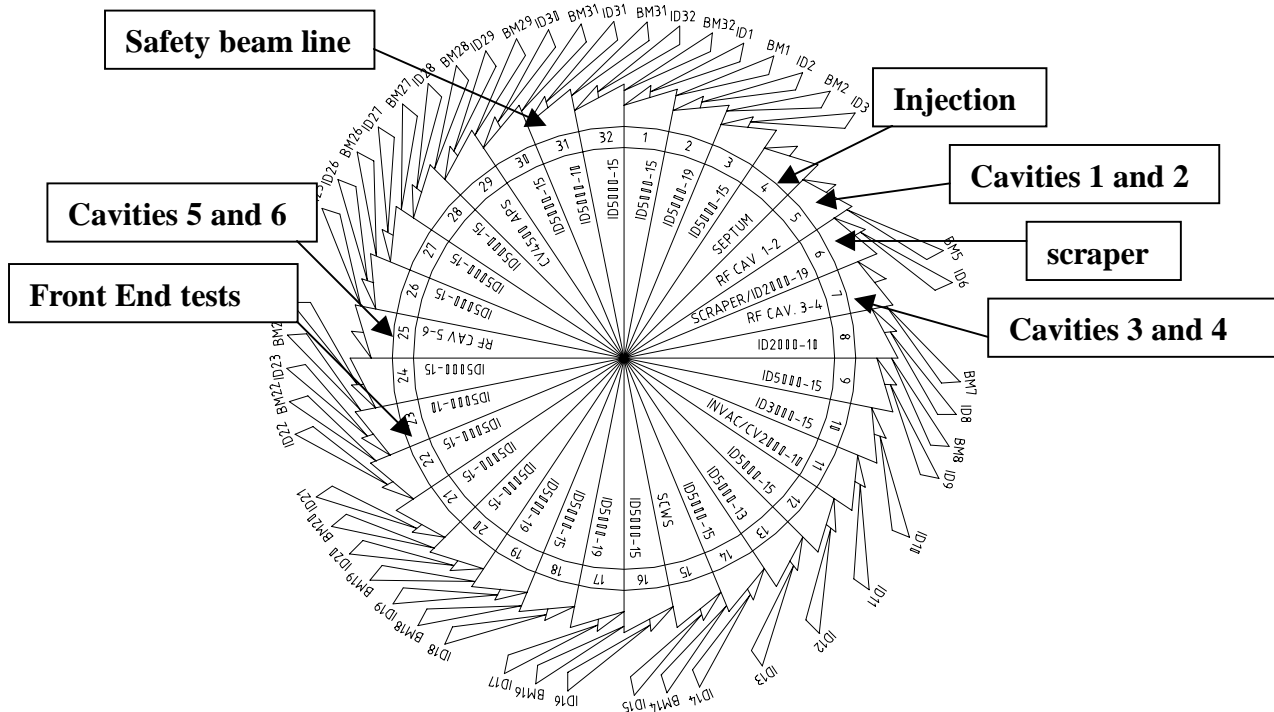 Safety beam line
Injection
Cavities 1 and 2
scraper
Cavities 3 and 4
Cavities 5 and 6
Front End tests
ID1
BM1
ID2
BM2
ID3
BM5
ID6
BM7
ID8
BM8
ID9
ID10
ID11
ID12
ID13
ID14
BM14
ID15
ID16
BM16
ID17
ID18
BM18
ID19
BM19
ID20
BM20
ID21
ID22
BM22
ID23
ID26
BM26
ID27
BM27
ID28
BM28
ID29
BM29
ID30
BM31
ID31
BM31
ID32
BM32
1
ID5000-15
2
ID5000-19
3
ID5000-15
4
SEPTUM
5
RF CAV 1-2
6
SCRAPER/ID2000-19
7
RF CAV. 3-4
8
ID2000-10
9
ID5000-15
10
ID3000-15
11
INVAC/CV2000-10
12
ID5000-15
13
ID5000-13
14
ID5000-15
15
SCWS
16
ID5000-15
17
ID5000-19
18
ID5000-15
19
ID5000-19
20
ID5000-15
21
ID5000-15
22
ID5000-15
23
ID5000-10
24
ID5000-15
25
RF CAV 5-6
26
ID5000-15
27
ID5000-15
28
ID5000-15
29
CV4500 APS
30
ID5000-15
31
ID5000-10
32
ID5000-15